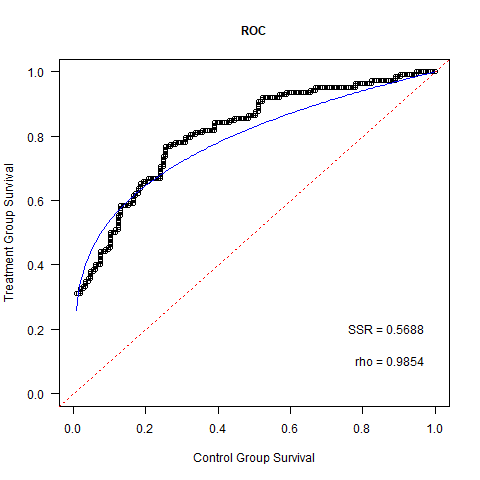 ROC
Treatment Group Survival
1.0
0.8
0.6
0.4
0.2
0.0
SSR = 0.5688
rho = 0.9854
0.0 0.2 0.4 0.6 0.8 1.0
Control Group Survival